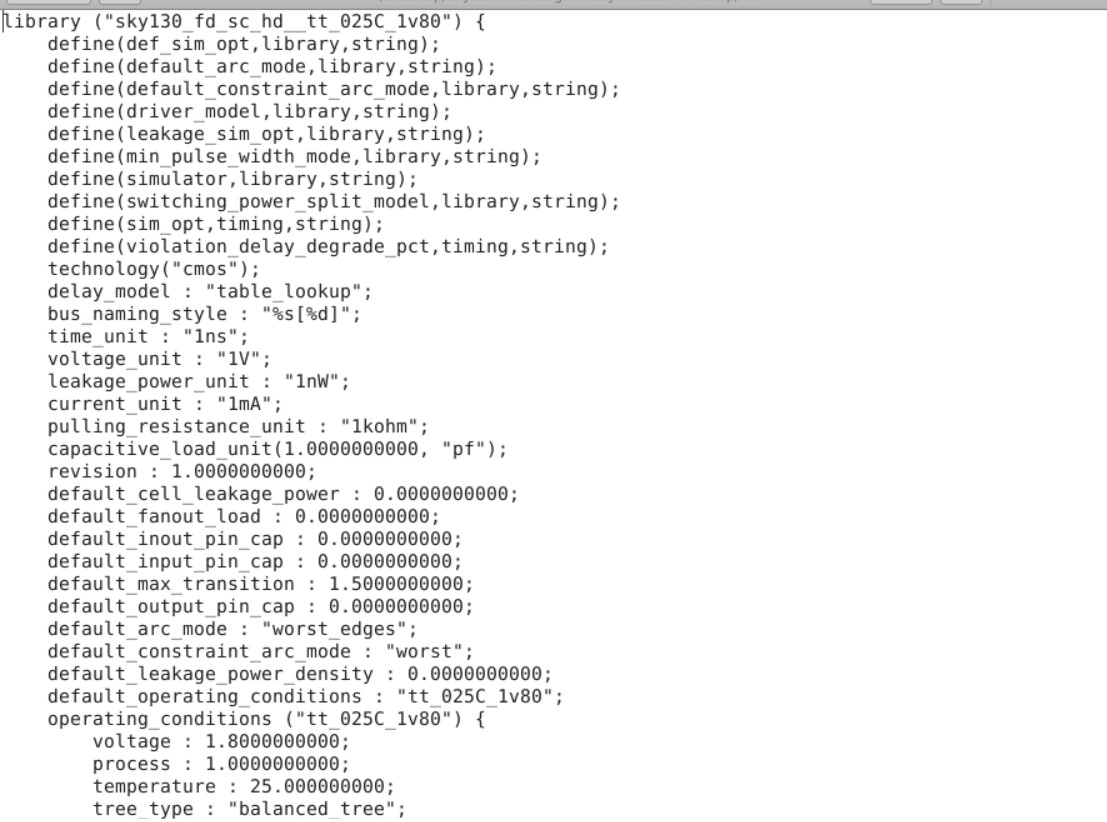 library ("sky130_fd_sc_hd__tt_025C_1v80") {
    define(def_sim_opt,library,string);
    define(default_arc_mode,library,string);
    define(default_constraint_arc_mode,library,string);
    define(driver_model,library,string);
    define(leakage_sim_opt,library,string);
    define(min_pulse_width_mode,library,string);
    define(simulator,library,string);
    define(switching_power_split_model,library,string);
    define(sim_opt,timing,string);
    define(violation_delay_degrade_pct,timing,string);
    technology("cmos");
    delay_model : "table_lookup";
    bus_naming_style : "%s[%d]";
    time_unit : "1ns";
    voltage_unit : "1V";
    leakage_power_unit : "1nW";
    current_unit : "1mA";
    pulling_resistance_unit : "1kohm";
    capacitive_load_unit(1.0000000000, "pf");
    revision : 1.0000000000;
    default_cell_leakage_power : 0.0000000000;
    default_fanout_load : 0.0000000000;
    default_inout_pin_cap : 0.0000000000;
    default_input_pin_cap : 0.0000000000;
    default_max_transition : 1.5000000000;
    default_output_pin_cap : 0.0000000000;
    default_arc_mode : "worst_edges";
    default_constraint_arc_mode : "worst";
    default_leakage_power_density : 0.0000000000;
    default_operating_conditions : "tt_025C_1v80";
    operating_conditions ("tt_025C_1v80") {
        voltage : 1.8000000000;
        process : 1.0000000000;
        temperature : 25.000000000;
        tree_type : "balanced_tree";